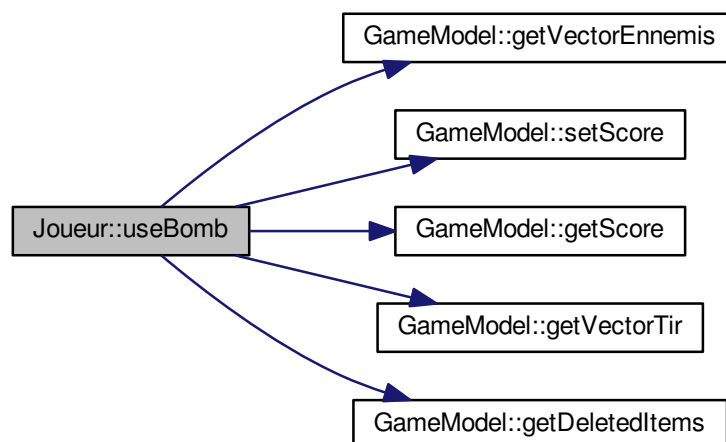 GameModel::getVectorEnnemis
GameModel::setScore
Joueur::useBomb
GameModel::getScore
GameModel::getVectorTir
GameModel::getDeletedItems